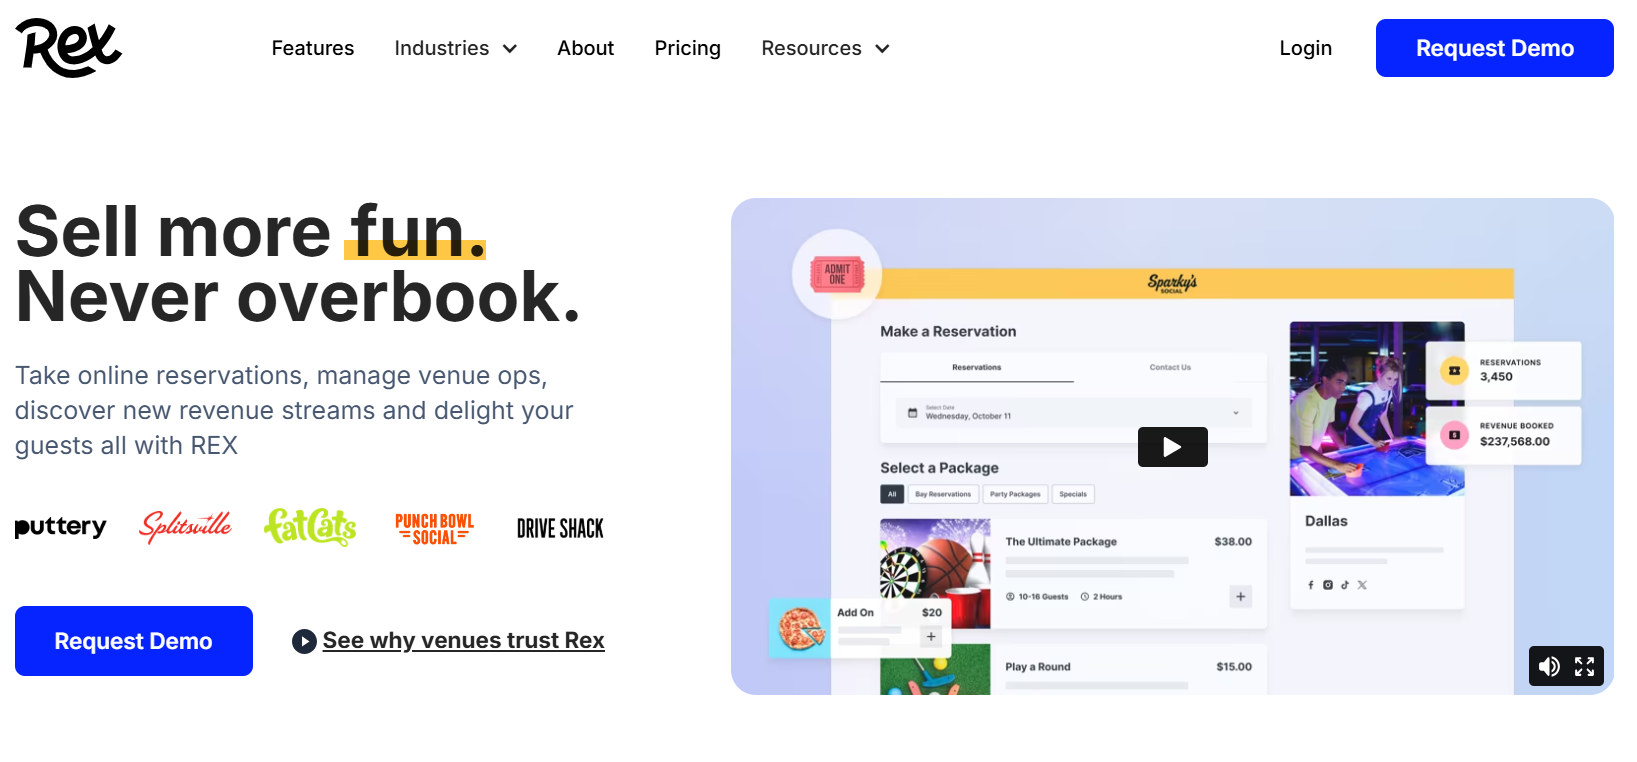 Rex
Features
Industries
About
Pricing
Resources
Login
Request Demo
Sell more fun.
Never overbook.
Take online reservations, manage venue ops,
discover new revenue streams and delight your
guests all with REX
puttery
Splitsville
FatCats
PUNCH BOWL
SOCIAL
DRIVE SHACK
Request Demo
See why venues trust Rex
ADMIT
ONE
Sparky's
SOCIAL
Make a Reservation
Reservations
Contact Us
Select Date
Wednesday, October 11
Select a Package
All
Bay Reservations
Party Packages
Specials
The Ultimate Package
$38.00
10-16 Guests
2 Hours
Add On
$20
Play a Round
$15.00
RESERVATIONS
3,450
REVENUE BOOKED
$237,568.00
Dallas